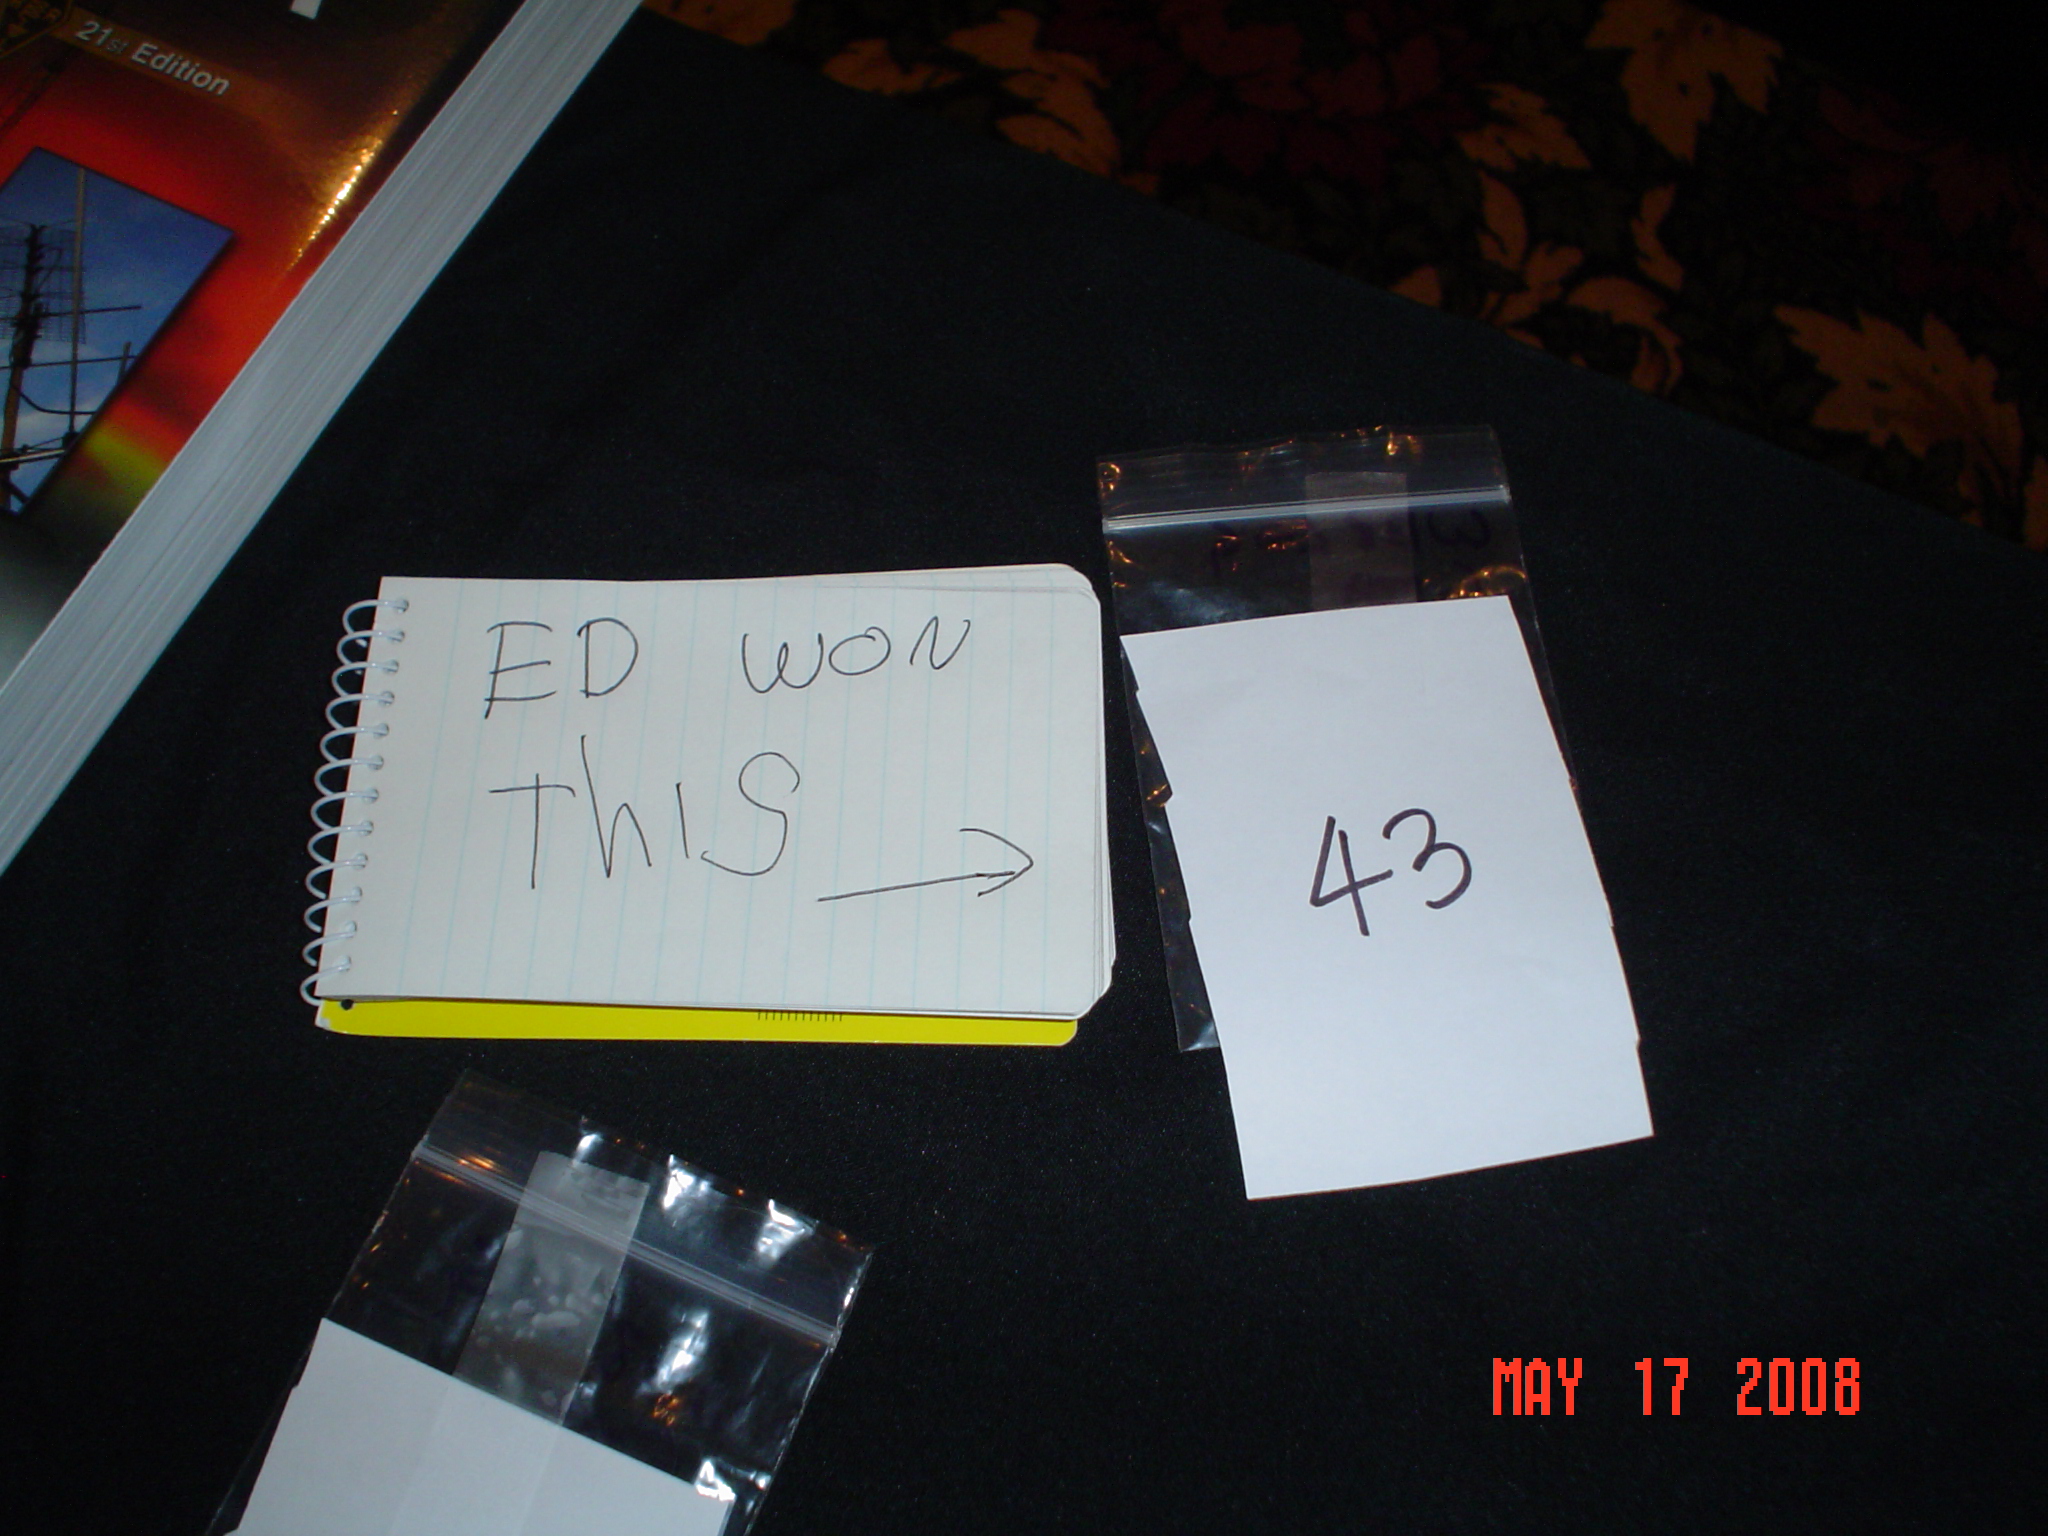 21st Edition
ED WON
THIS
43
MAY 17 2008